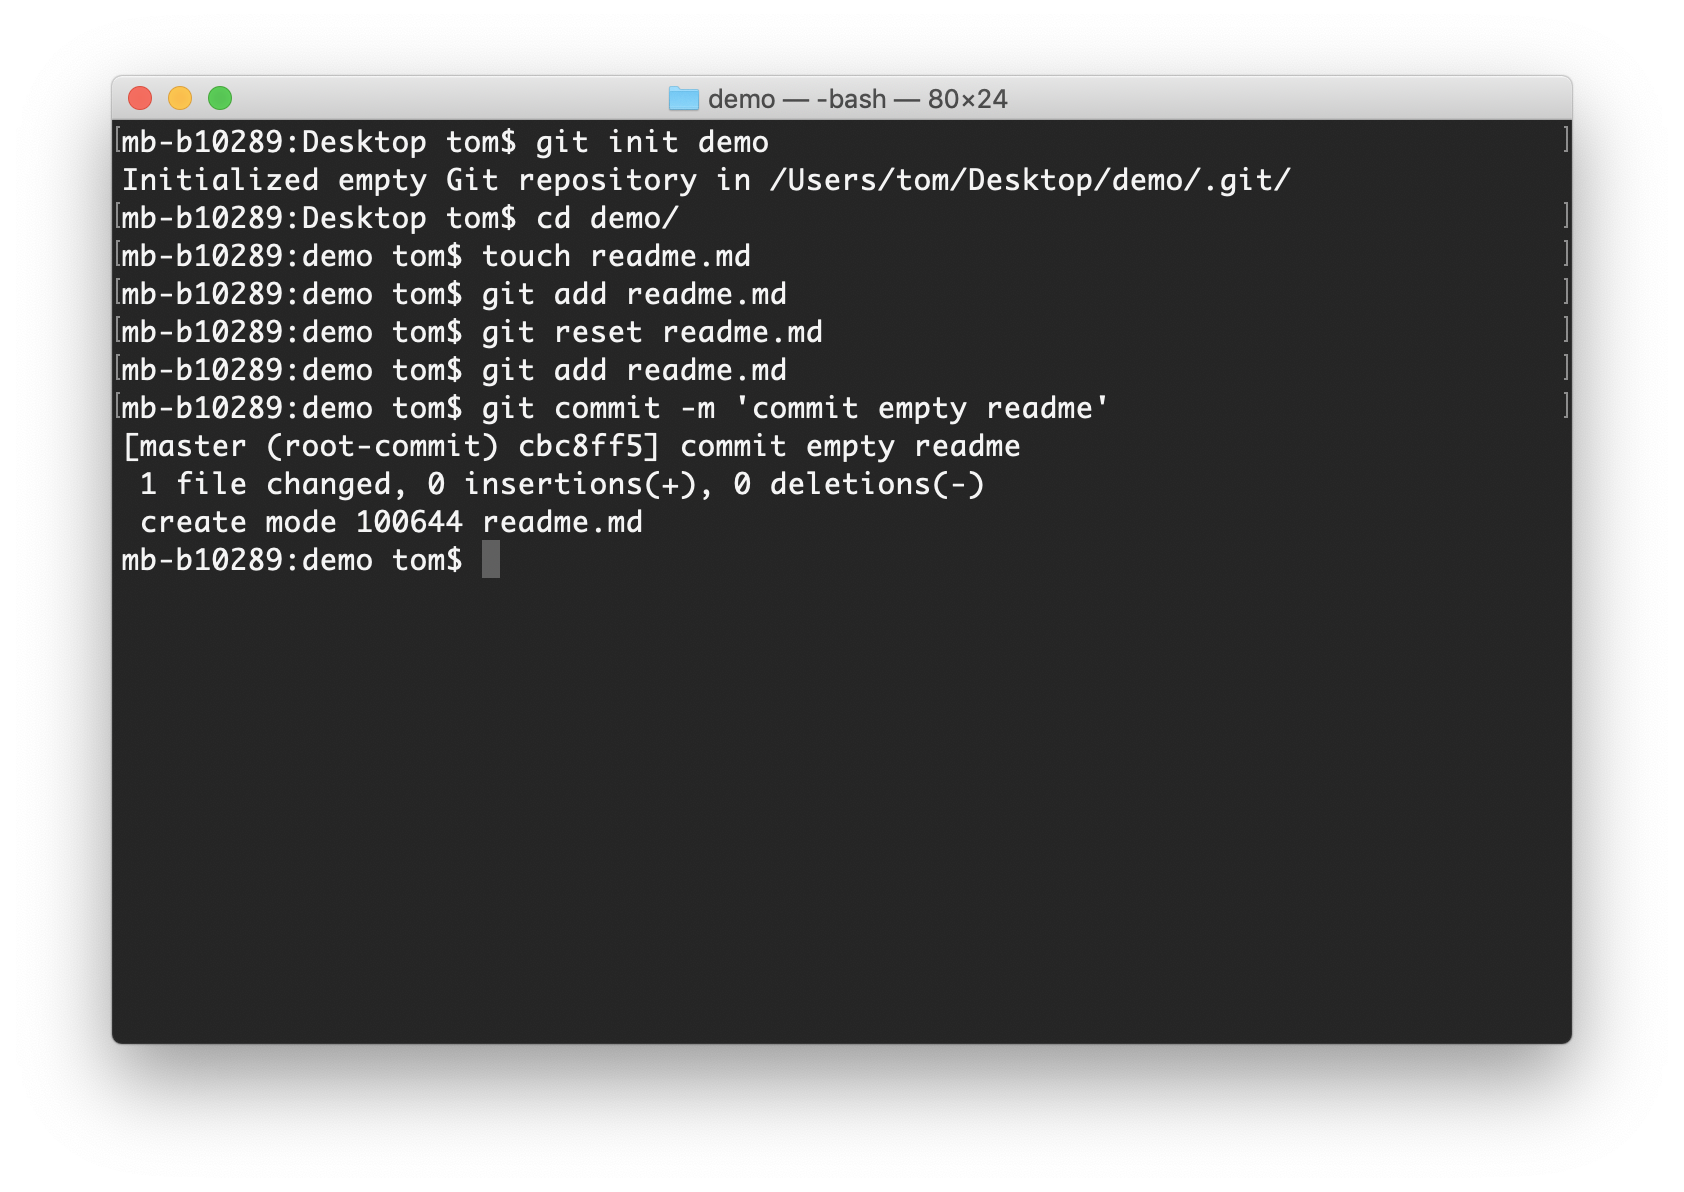 demo — -bash — 80×24
mb-b10289:Desktop tom$ git init demo
Initialized empty Git repository in /Users/tom/Desktop/demo/.git/
mb-b10289:Desktop tom$ cd demo/
mb-b10289:demo tom$ touch readme.md
mb-b10289:demo tom$ git add readme.md
mb-b10289:demo tom$ git reset readme.md
mb-b10289:demo tom$ git add readme.md
mb-b10289:demo tom$ git commit -m 'commit empty readme'
[master (root-commit) cbc8ff5] commit empty readme
 1 file changed, 0 insertions(+), 0 deletions(-)
 create mode 100644 readme.md
mb-b10289:demo tom$